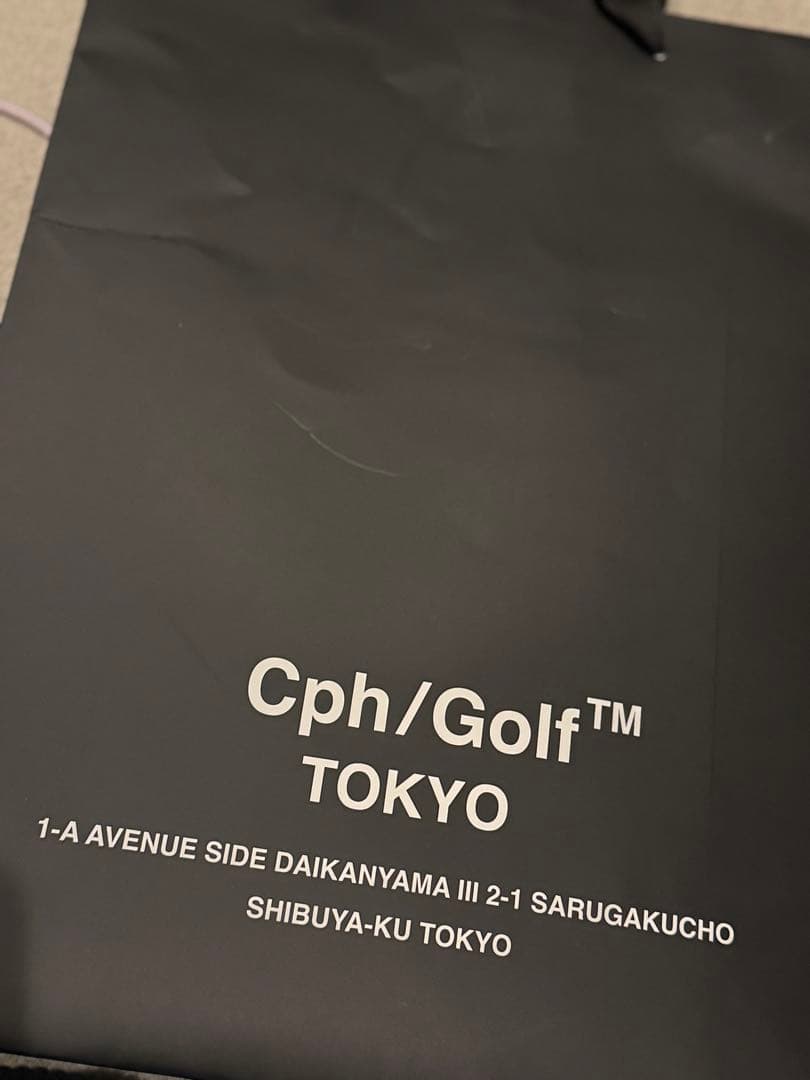 Cph/Golf™
TOKYO
1-A AVENUE SIDE DAIKANYAMA III 2-1 SARUGAKUCHO
SHIBUYA-KU TOKYO